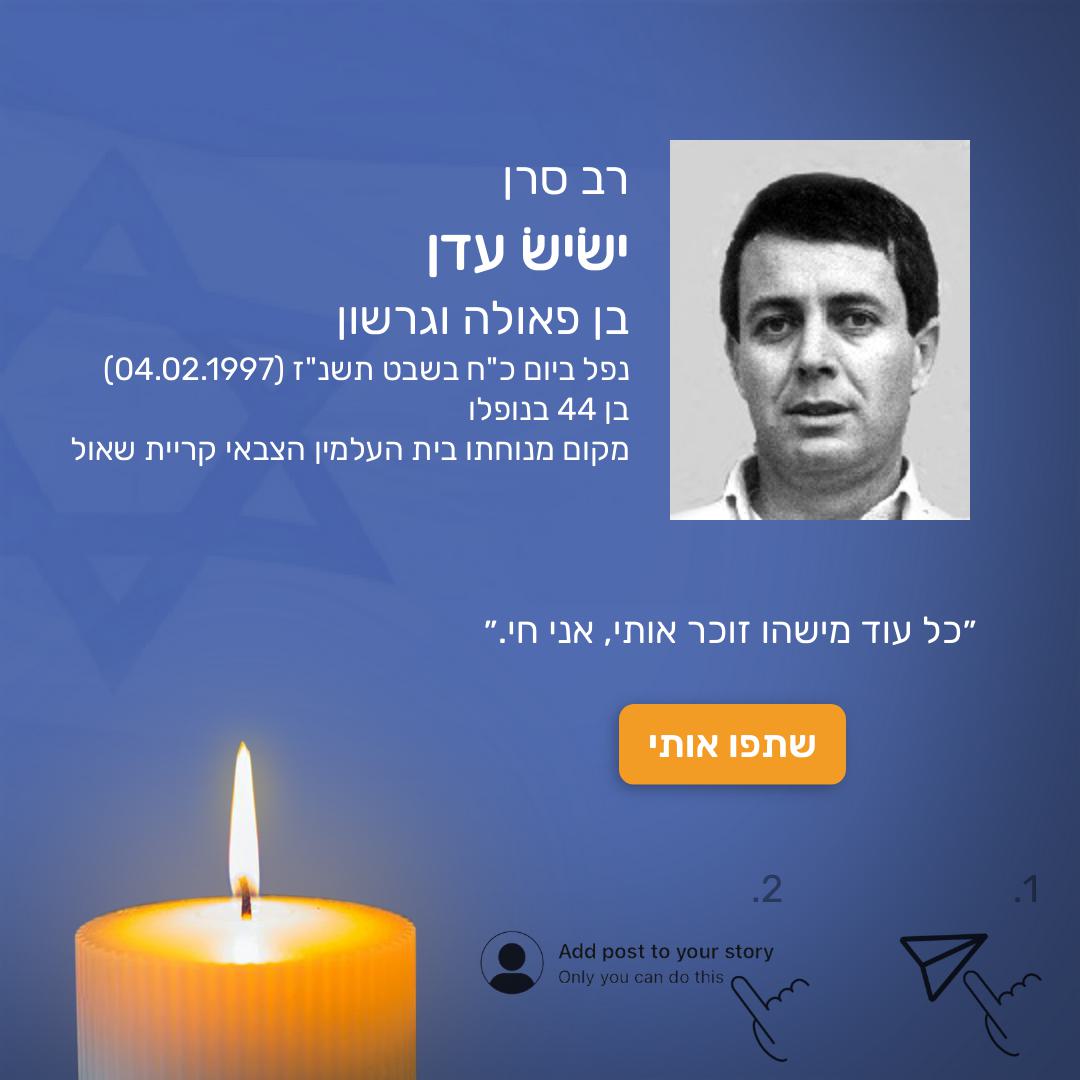 רב סרן
ישׂישׂ עדן
בן פאולה וגרשון
נפל ביום כ"ח בשבט תשנ"ז (04.02.1997)
בן 44 בנופלו
מקום מנוחתו בית העלמין הצבאי קריית שאול
״כל עוד מישהו זוכר אותי, אני חי.״
שתפו אותי
1.
2.
Add post to your story
Only you can do this